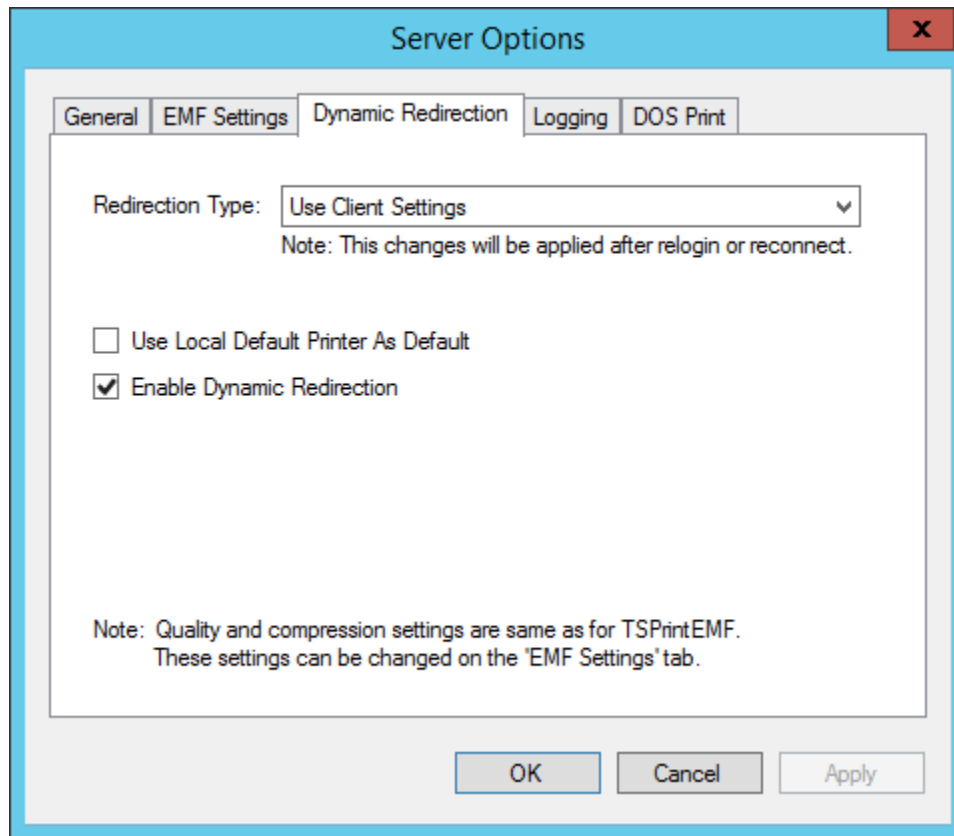 Server Options
x
General EMF Settings Dynamic Redirection Logging DOS Print
Redirection Type: Use Client Settings
Note: This changes will be applied after relogin or reconnect.
Use Local Default Printer As Default
Enable Dynamic Redirection
Note: Quality and compression settings are same as for TSPrintEMF.
These settings can be changed on the 'EMF Settings' tab.
OK Cancel Apply